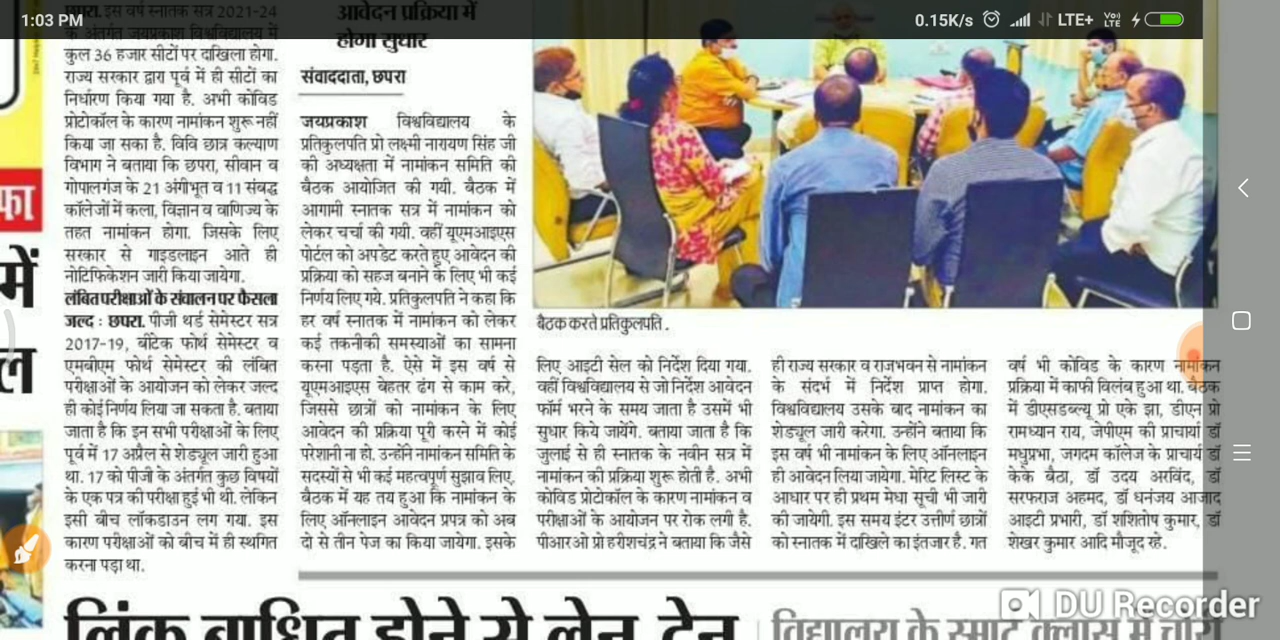 1:03 PM
0.15K/s
LTE+
छपरा. इस वर्ष स्नातक सत्र 2021-24
के अंतर्गत जयप्रकाश विश्वविद्यालय में
कुल 36 हजार सीटों पर दाखिला होगा.
राज्य सरकार द्वारा पूर्व में ही सीटों का
निर्धारण किया गया है. अभी कोविड
प्रोटोकॉल के कारण नामांकन शुरू नहीं
किया जा सका है. विवि छात्र कल्याण
विभाग ने बताया कि छपरा, सीवान व
गोपालगंज के 21 अंगीभूत व 11 संबद्ध
कॉलेजों में कला, विज्ञान व वाणिज्य के
तहत नामांकन होगा. जिसके लिए
सरकार से गाइडलाइन आते ही
नोटिफिकेशन जारी किया जायेगा.
लंबित परीक्षाओं के संचालन पर फैसला
जल्द : छपरा. पीजी थर्ड सेमेस्टर सत्र
2017-19, बीटेक फोर्थ सेमेस्टर व
एमबीएम फोर्थ सेमेस्टर की लंबित
परीक्षाओं के आयोजन को लेकर जल्द
ही कोई निर्णय लिया जा सकता है. बताया
जाता है कि इन सभी परीक्षाओं के लिए
पूर्व में 17 अप्रैल से शेड्यूल जारी हुआ
था. 17 को पीजी के अंतर्गत कुछ विषयों
के एक पत्र की परीक्षा हुई भी थी. लेकिन
इसी बीच लॉकडाउन लग गया. इस
कारण परीक्षाओं को बीच में ही स्थगित
करना पड़ा था.
आवेदन प्रक्रिया में
होगा सुधार
संवाददाता, छपरा
जयप्रकाश विश्वविद्यालय के
प्रतिकुलपति प्रो लक्ष्मी नारायण सिंह जी
की अध्यक्षता में नामांकन समिति की
बैठक आयोजित की गयी. बैठक में
आगामी स्नातक सत्र में नामांकन को
लेकर चर्चा की गयी. वहीं यूएमआइएस
पोर्टल को अपडेट करते हुए आवेदन की
प्रक्रिया को सहज बनाने के लिए भी कई
निर्णय लिए गये. प्रतिकुलपति ने कहा कि
हर वर्ष स्नातक में नामांकन को लेकर
कई तकनीकी समस्याओं का सामना
करना पड़ता है. ऐसे में इस वर्ष से
यूएमआइएस बेहतर ढंग से काम करे,
जिससे छात्रों को नामांकन के लिए
आवेदन की प्रक्रिया पूरी करने में कोई
परेशानी ना हो. उन्होंने नामांकन समिति के
सदस्यों से भी कई महत्वपूर्ण सुझाव लिए.
बैठक में यह तय हुआ कि नामांकन के
लिए ऑनलाइन आवेदन प्रपत्र को अब
दो से तीन पेज का किया जायेगा. इसके
बैठक करते प्रतिकुलपति .
लिए आइटी सेल को निर्देश दिया गया.
वहीं विश्वविद्यालय से जो निर्देश आवेदन
फॉर्म भरने के समय जाता है उसमें भी
सुधार किये जायेंगे. बताया जाता है कि
जुलाई से ही स्नातक के नवीन सत्र में
नामांकन की प्रक्रिया शुरू होती है. अभी
कोविड प्रोटोकॉल के कारण नामांकन व
परीक्षाओं के आयोजन पर रोक लगी है.
पीआरओ प्रो हरीशचंद्र ने बताया कि जैसे
ही राज्य सरकार व राजभवन से नामांकन
के संदर्भ में निर्देश प्राप्त होगा.
विश्वविद्यालय उसके बाद नामांकन का
शेड्यूल जारी करेगा. उन्होंने बताया कि
इस वर्ष भी नामांकन के लिए ऑनलाइन
ही आवेदन लिया जायेगा. मेरिट लिस्ट के
आधार पर ही प्रथम मेधा सूची भी जारी
की जायेगी. इस समय इंटर उत्तीर्ण छात्रों
को स्नातक में दाखिले का इंतजार है. गत
वर्ष भी कोविड के कारण नामांकन
प्रक्रिया में काफी विलंब हुआ था. बैठक
में डीएसडब्ल्यू प्रो एके झा, डीएन प्रो
रामध्यान राय, जेपीएम की प्राचार्या डॉ
मधुप्रभा, जगदम कॉलेज के प्राचार्य डॉ
केके बैठा, डॉ उदय अरविंद, डॉ
सरफराज अहमद, डॉ धनंजय आजाद
आइटी प्रभारी, डॉ शशितोष कुमार, डॉ
शेखर कुमार आदि मौजूद रहे.
फा
में
ल
लिंक बाधित होने से लेन देन
विद्यालय के स्मार्ट क्लास में चोरी
DU Recorder